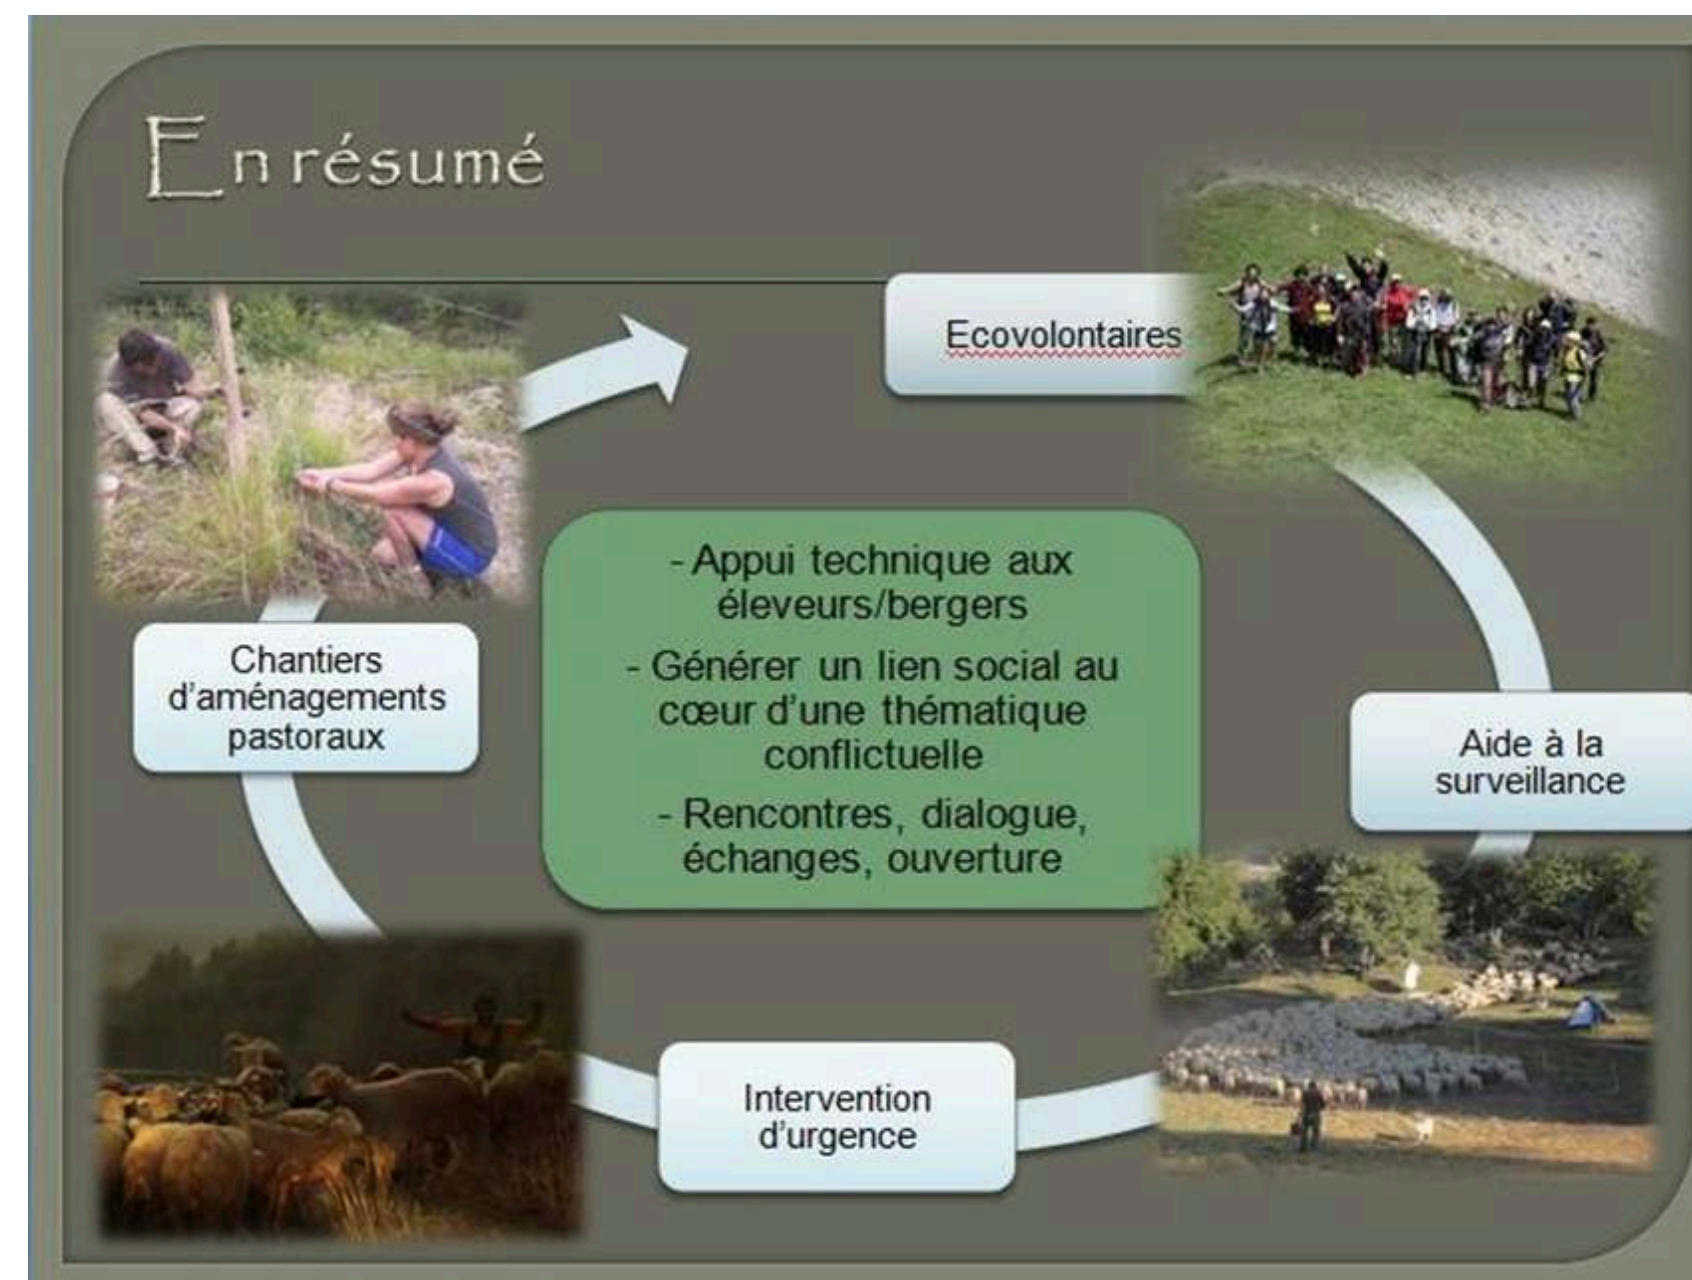 En résumé
Ecovolontaires
- Appui technique aux
éleveurs/bergers
- Générer un lien social au
cœur d'une thématique
conflictuelle
- Rencontres, dialogue,
échanges, ouverture
Chantiers
d'aménagements
pastoraux
Aide à la
surveillance
Intervention
d'urgence